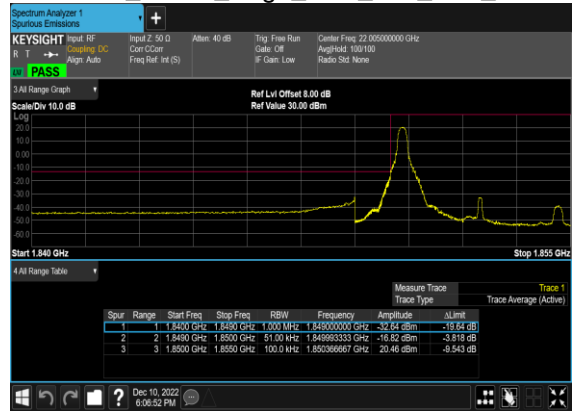 Spectrum Analyzer 1
Spurious Emissions
+
KEYSIGHT Input: RF Input Z: 50 Ω Atten: 40 dB Trig: Free Run Center Freq: 22.005000000 GHz
R T Coupling: DC Corr CCorr Gate: Off Avg|Hold: 100/100
Align: Auto Freq Ref: Int (S) IF Gain: Low Radio Std: None
PASS
3 All Range Graph
Ref Lvl Offset 8.00 dB
Scale/Div 10.0 dB Ref Value 30.00 dBm
Log
20.0
10.0
0.00
-10.0
-20.0
-30.0
-40.0
-50.0
-60.0
Start 1.840 GHz Stop 1.855 GHz
4 All Range Table
Measure Trace Trace 1
Trace Type Trace Average (Active)
Spur Range Start Freq Stop Freq RBW Frequency Amplitude ΔLimit
1 1 1.8400 GHz 1.8490 GHz 1.000 MHz 1.849000000 GHz -32.64 dBm -19.64 dB
2 2 1.8490 GHz 1.8500 GHz 51.00 kHz 1.849993333 GHz -16.82 dBm -3.818 dB
3 3 1.8500 GHz 1.8550 GHz 100.0 kHz 1.850366667 GHz 20.46 dBm -9.543 dB
? Dec 10, 2022
6:06:52 PM